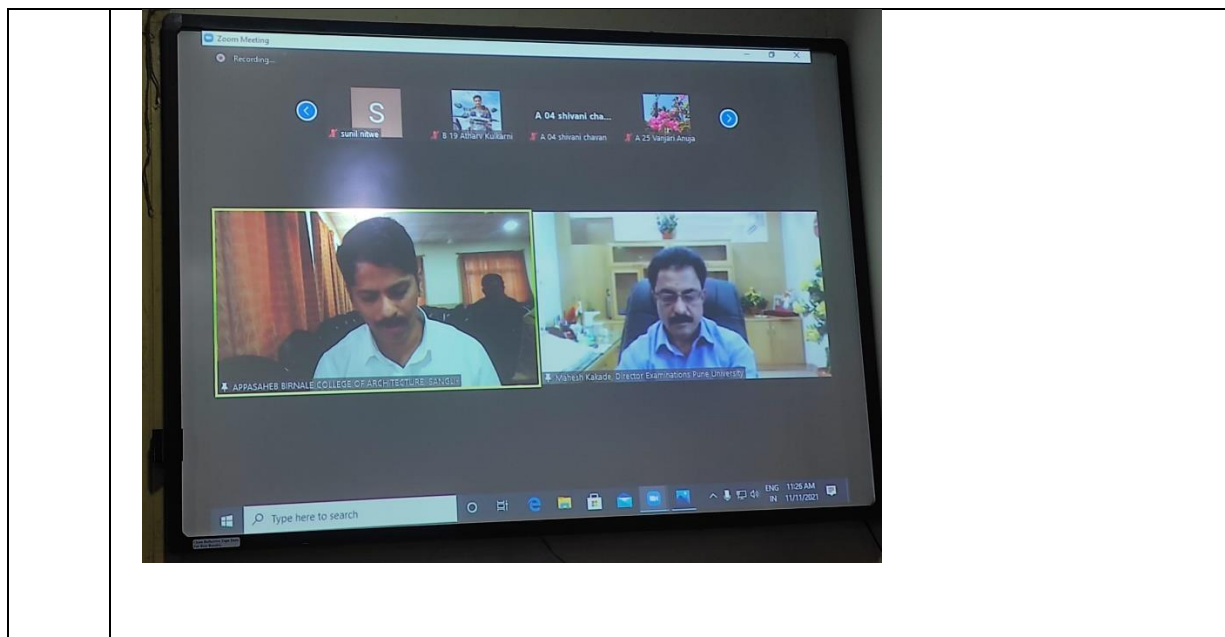 Zoom Meeting
Recording...
S
A 04 shivani cha...
sunil nitwe
B 19 Atharv Kulkarni
A 04 shivani chavan
A 25 Vanjari Anuja
APPASAHEB BIRNALE COLLEGE OF ARCHITECTURE, SANGLI
Mahesh Kakade, Director Examinations Pune University
Type here to search
ENG 11:26 AM
IN 11/11/2021